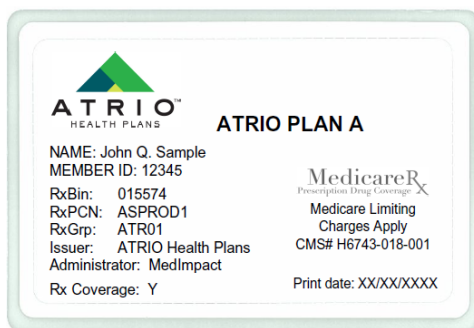 ATRIO™
HEALTH PLANS
ATRIO PLAN A
NAME: John Q. Sample
MEMBER ID: 12345
RxBin: 015574
RxPCN: ASPROD1
RxGrp: ATR01
Issuer: ATRIO Health Plans
Administrator: MedImpact
Rx Coverage: Y
MedicareRx
Prescription Drug Coverage
Medicare Limiting
Charges Apply
CMS# H6743-018-001
Print date: XX/XX/XXXX